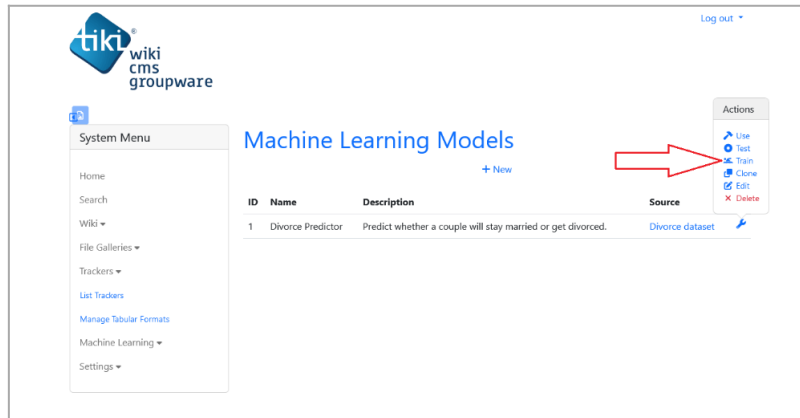 Log out
tiki®
wiki
cms
groupware
Actions
Use
Test
Train
Clone
Edit
Delete
System Menu
Home
Search
Wiki
File Galleries
Trackers
List Trackers
Manage Tabular Formats
Machine Learning
Settings
Machine Learning Models
+ New
ID Name Description Source
1 Divorce Predictor Predict whether a couple will stay married or get divorced. Divorce dataset